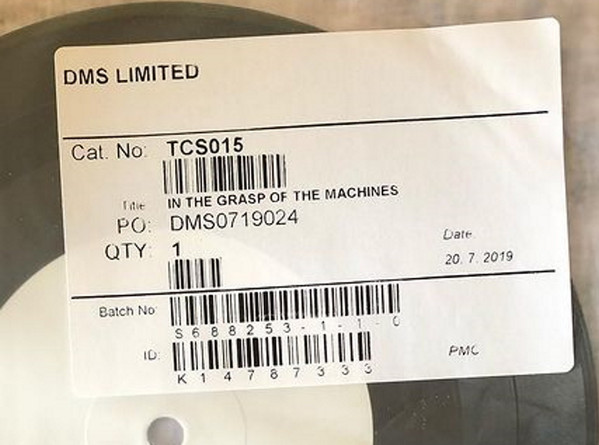 DMS LIMITED
Cat. No: TCS015
Title: IN THE GRASP OF THE MACHINES
PO: DMS0719024
QTY: 1
Date:
20. 7. 2019
Batch No:
S688253-1-1-0
ID:
K14787333
PMC